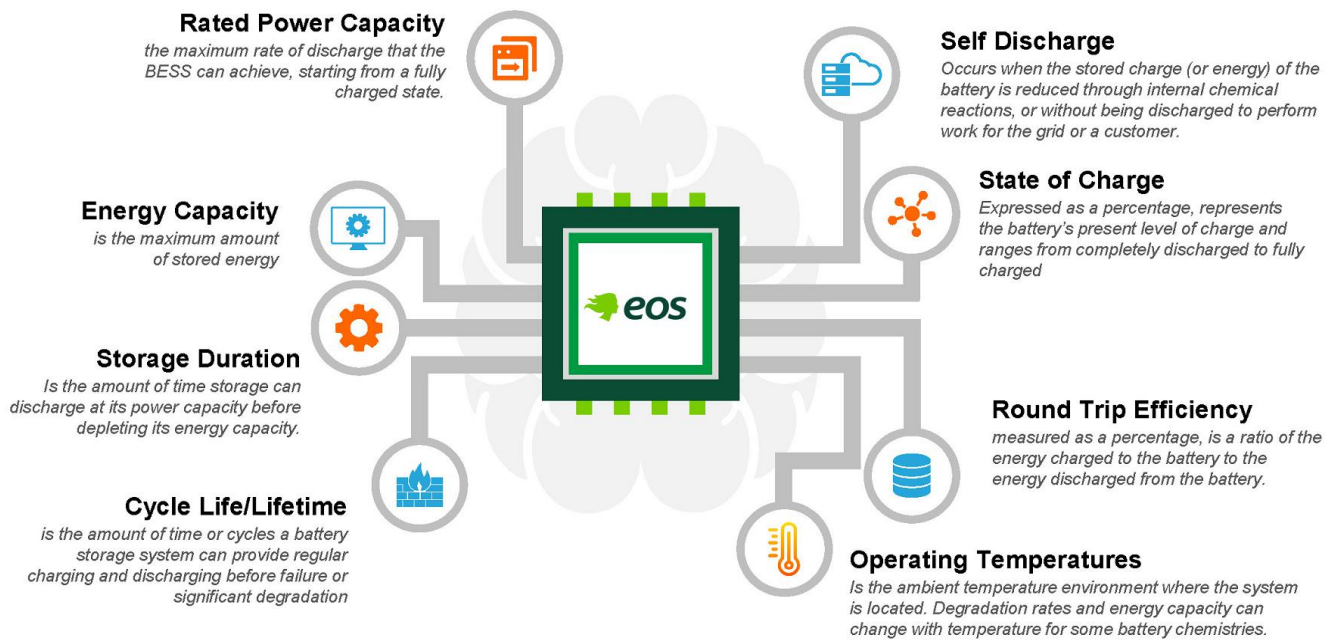 Rated Power Capacity
the maximum rate of discharge that the
BESS can achieve, starting from a fully
charged state.
Energy Capacity
is the maximum amount
of stored energy
Storage Duration
Is the amount of time storage can
discharge at its power capacity before
depleting its energy capacity.
Cycle Life/Lifetime
is the amount of time or cycles a battery
storage system can provide regular
charging and discharging before failure or
significant degradation
eos
Self Discharge
Occurs when the stored charge (or energy) of the
battery is reduced through internal chemical
reactions, or without being discharged to perform
work for the grid or a customer.
State of Charge
Expressed as a percentage, represents
the battery's present level of charge and
ranges from completely discharged to fully
charged
Round Trip Efficiency
measured as a percentage, is a ratio of the
energy charged to the battery to the
energy discharged from the battery.
Operating Temperatures
Is the ambient temperature environment where the system
is located. Degradation rates and energy capacity can
change with temperature for some battery chemistries.